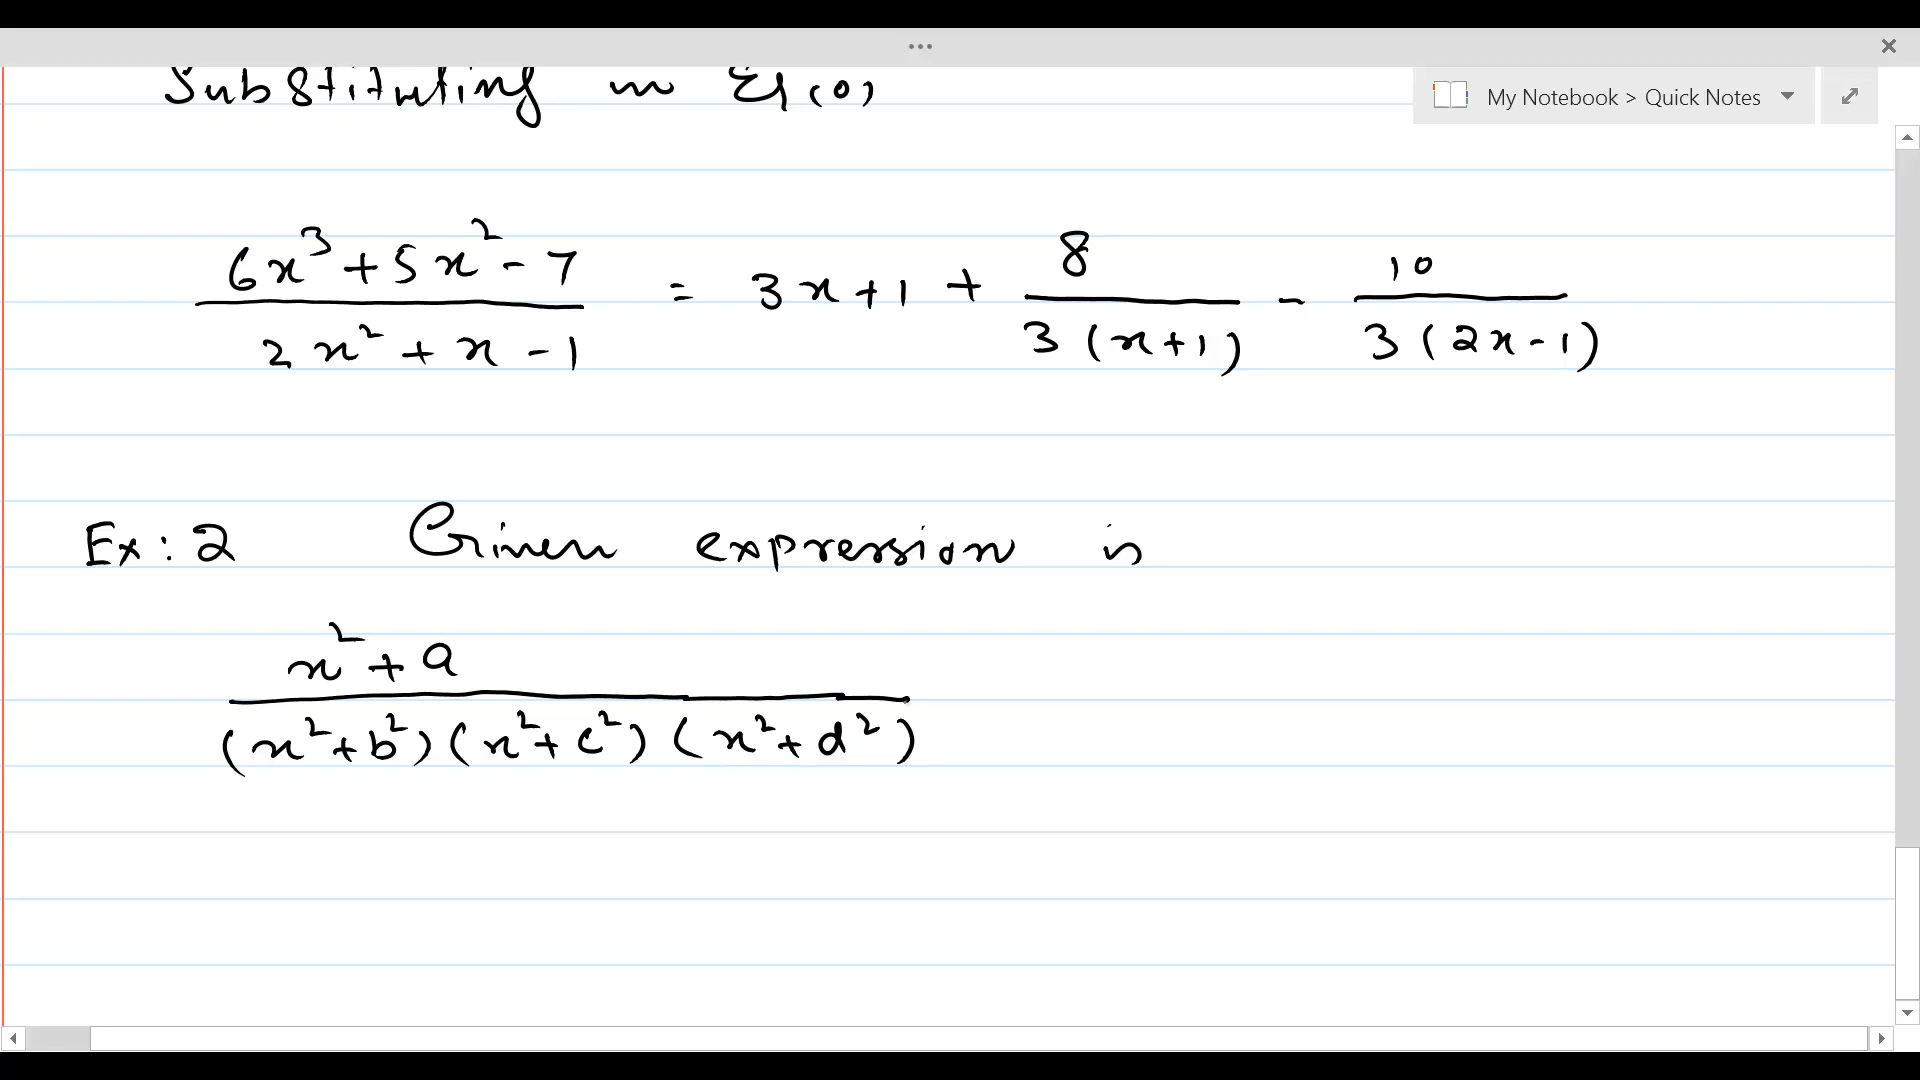 Substituting in Eq (0)
My Notebook > Quick Notes
6x³ + 5x² - 7 / 2x² + x - 1 = 3x + 1 + 8 / 3(x+1) - 10 / 3(2x-1)
Ex: 2 Given expression is
x² + a
(x² + b²) (x² + c²) (x² + d²)